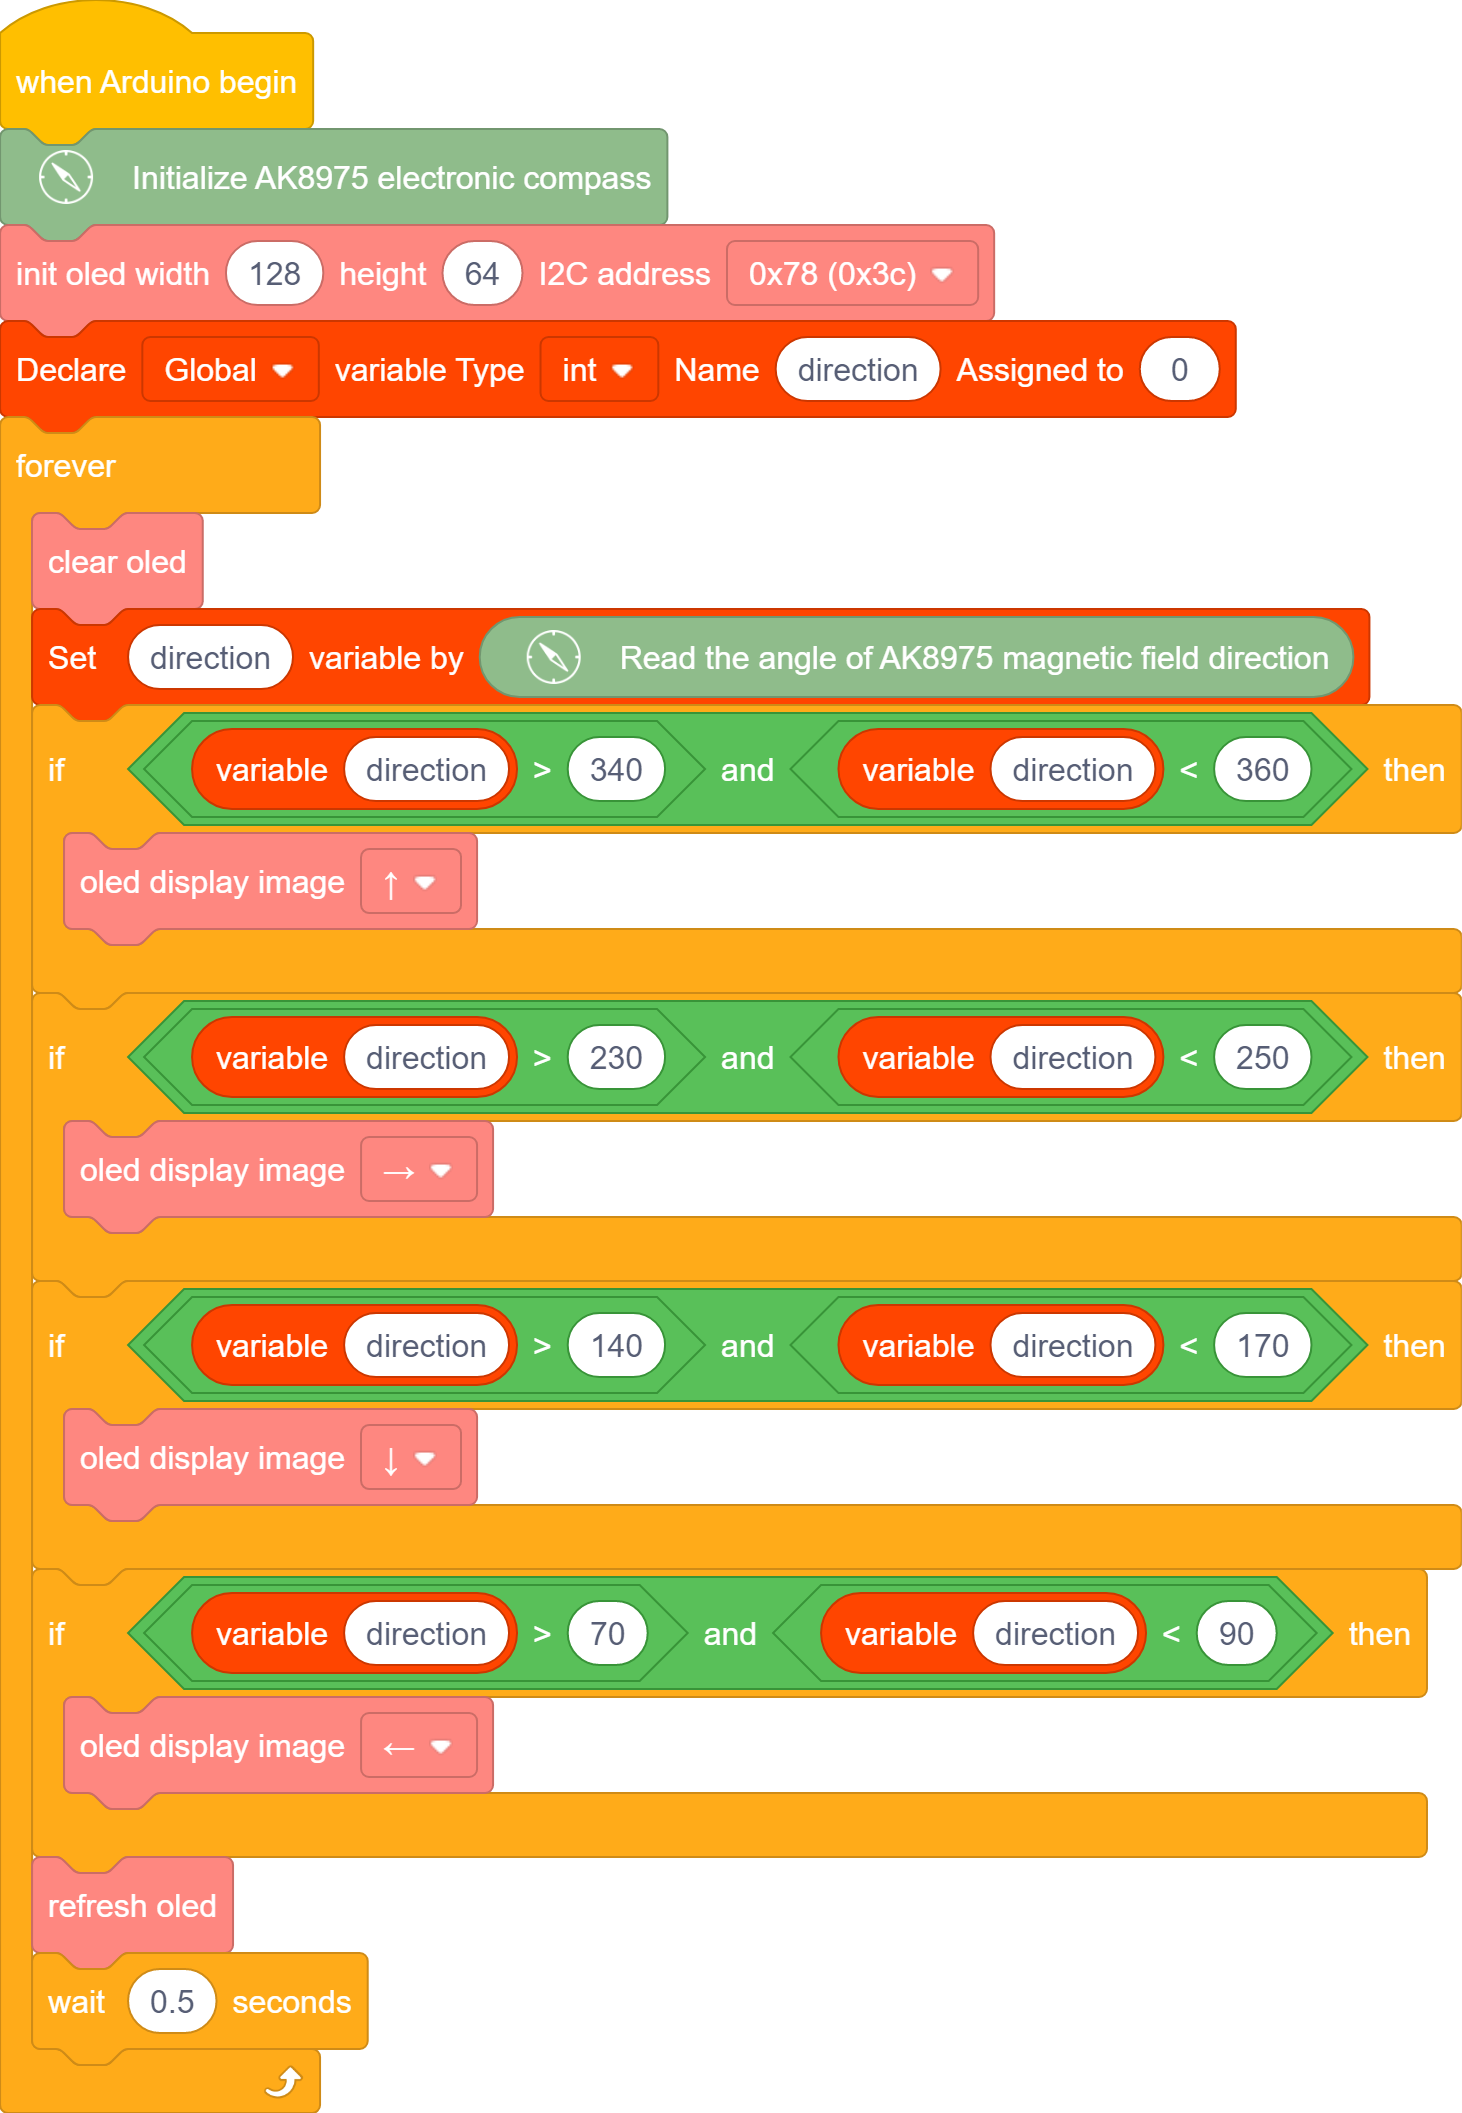 when Arduino begin
Initialize AK8975 electronic compass
init oled width 128 height 64 I2C address 0x78 (0x3c)
Declare Global variable Type int Name direction Assigned to 0
forever
clear oled
Set direction variable by Read the angle of AK8975 magnetic field direction
if variable direction > 340 and variable direction < 360 then
oled display image ↑
if variable direction > 230 and variable direction < 250 then
oled display image →
if variable direction > 140 and variable direction < 170 then
oled display image ↓
if variable direction > 70 and variable direction < 90 then
oled display image ←
refresh oled
wait 0.5 seconds